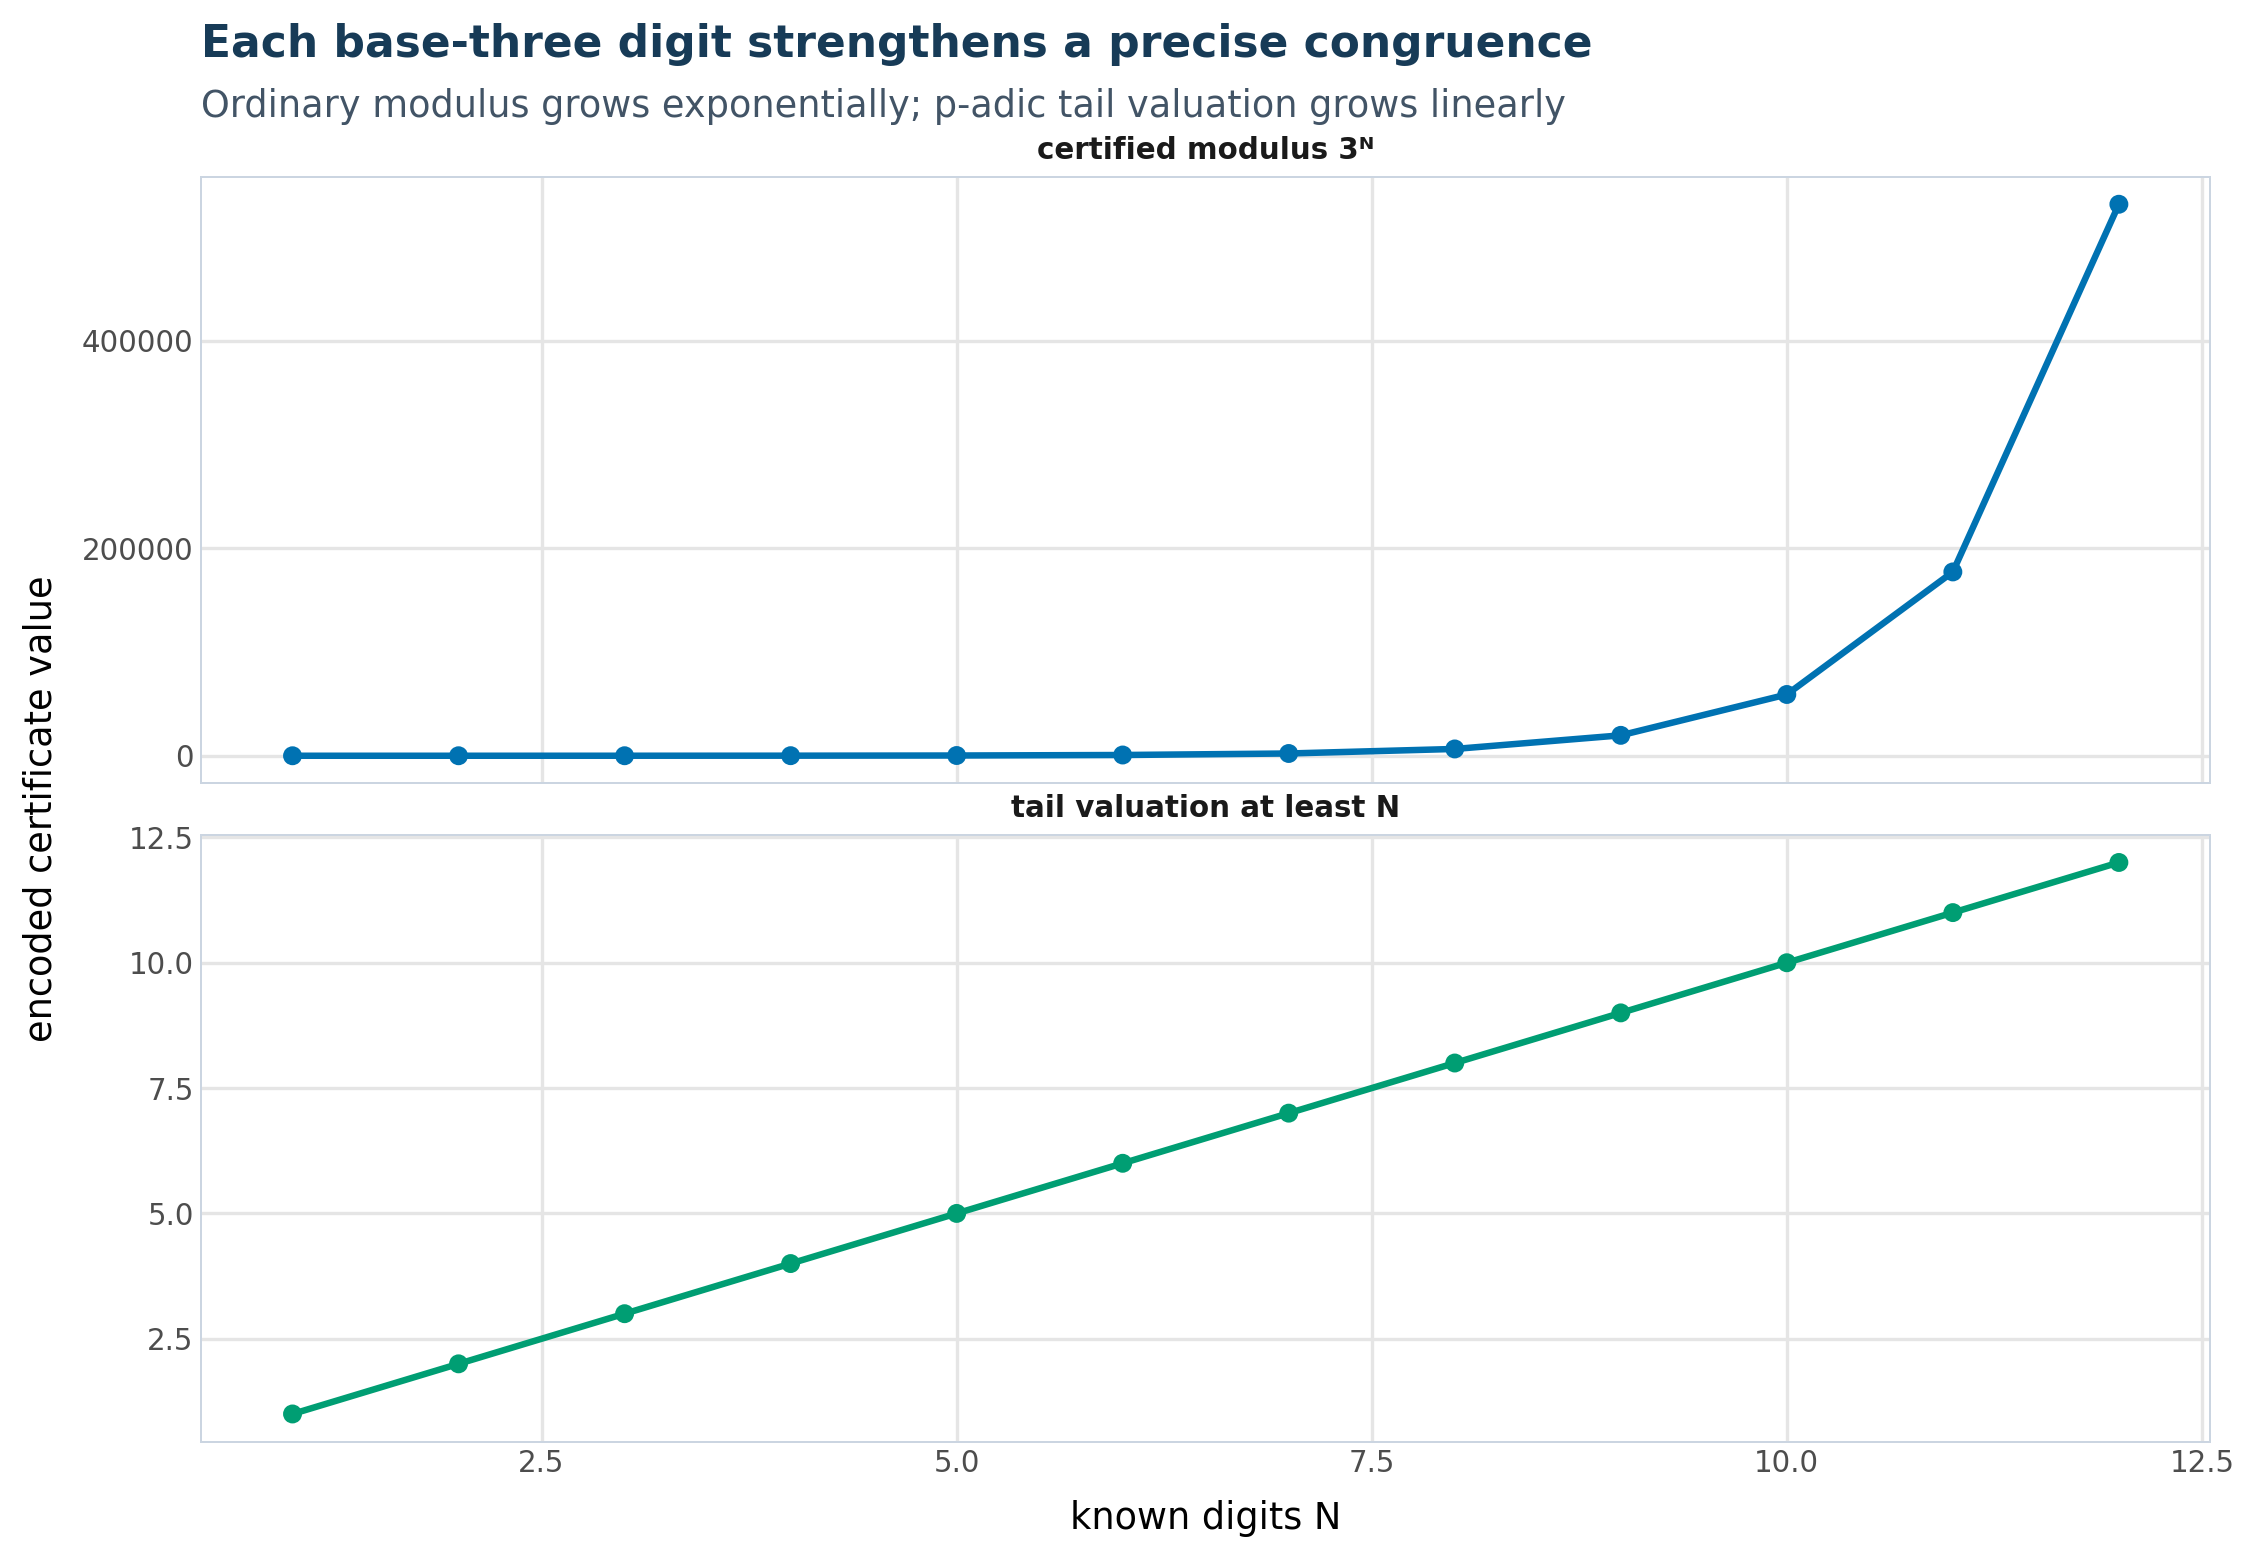 Each base-three digit strengthens a precise congruence
Ordinary modulus grows exponentially; p-adic tail valuation grows linearly
certified modulus 3ᴺ
400000
200000
0
encoded certificate value
tail valuation at least N
12.5
10.0
7.5
5.0
2.5
2.5 5.0 7.5 10.0 12.5
known digits N